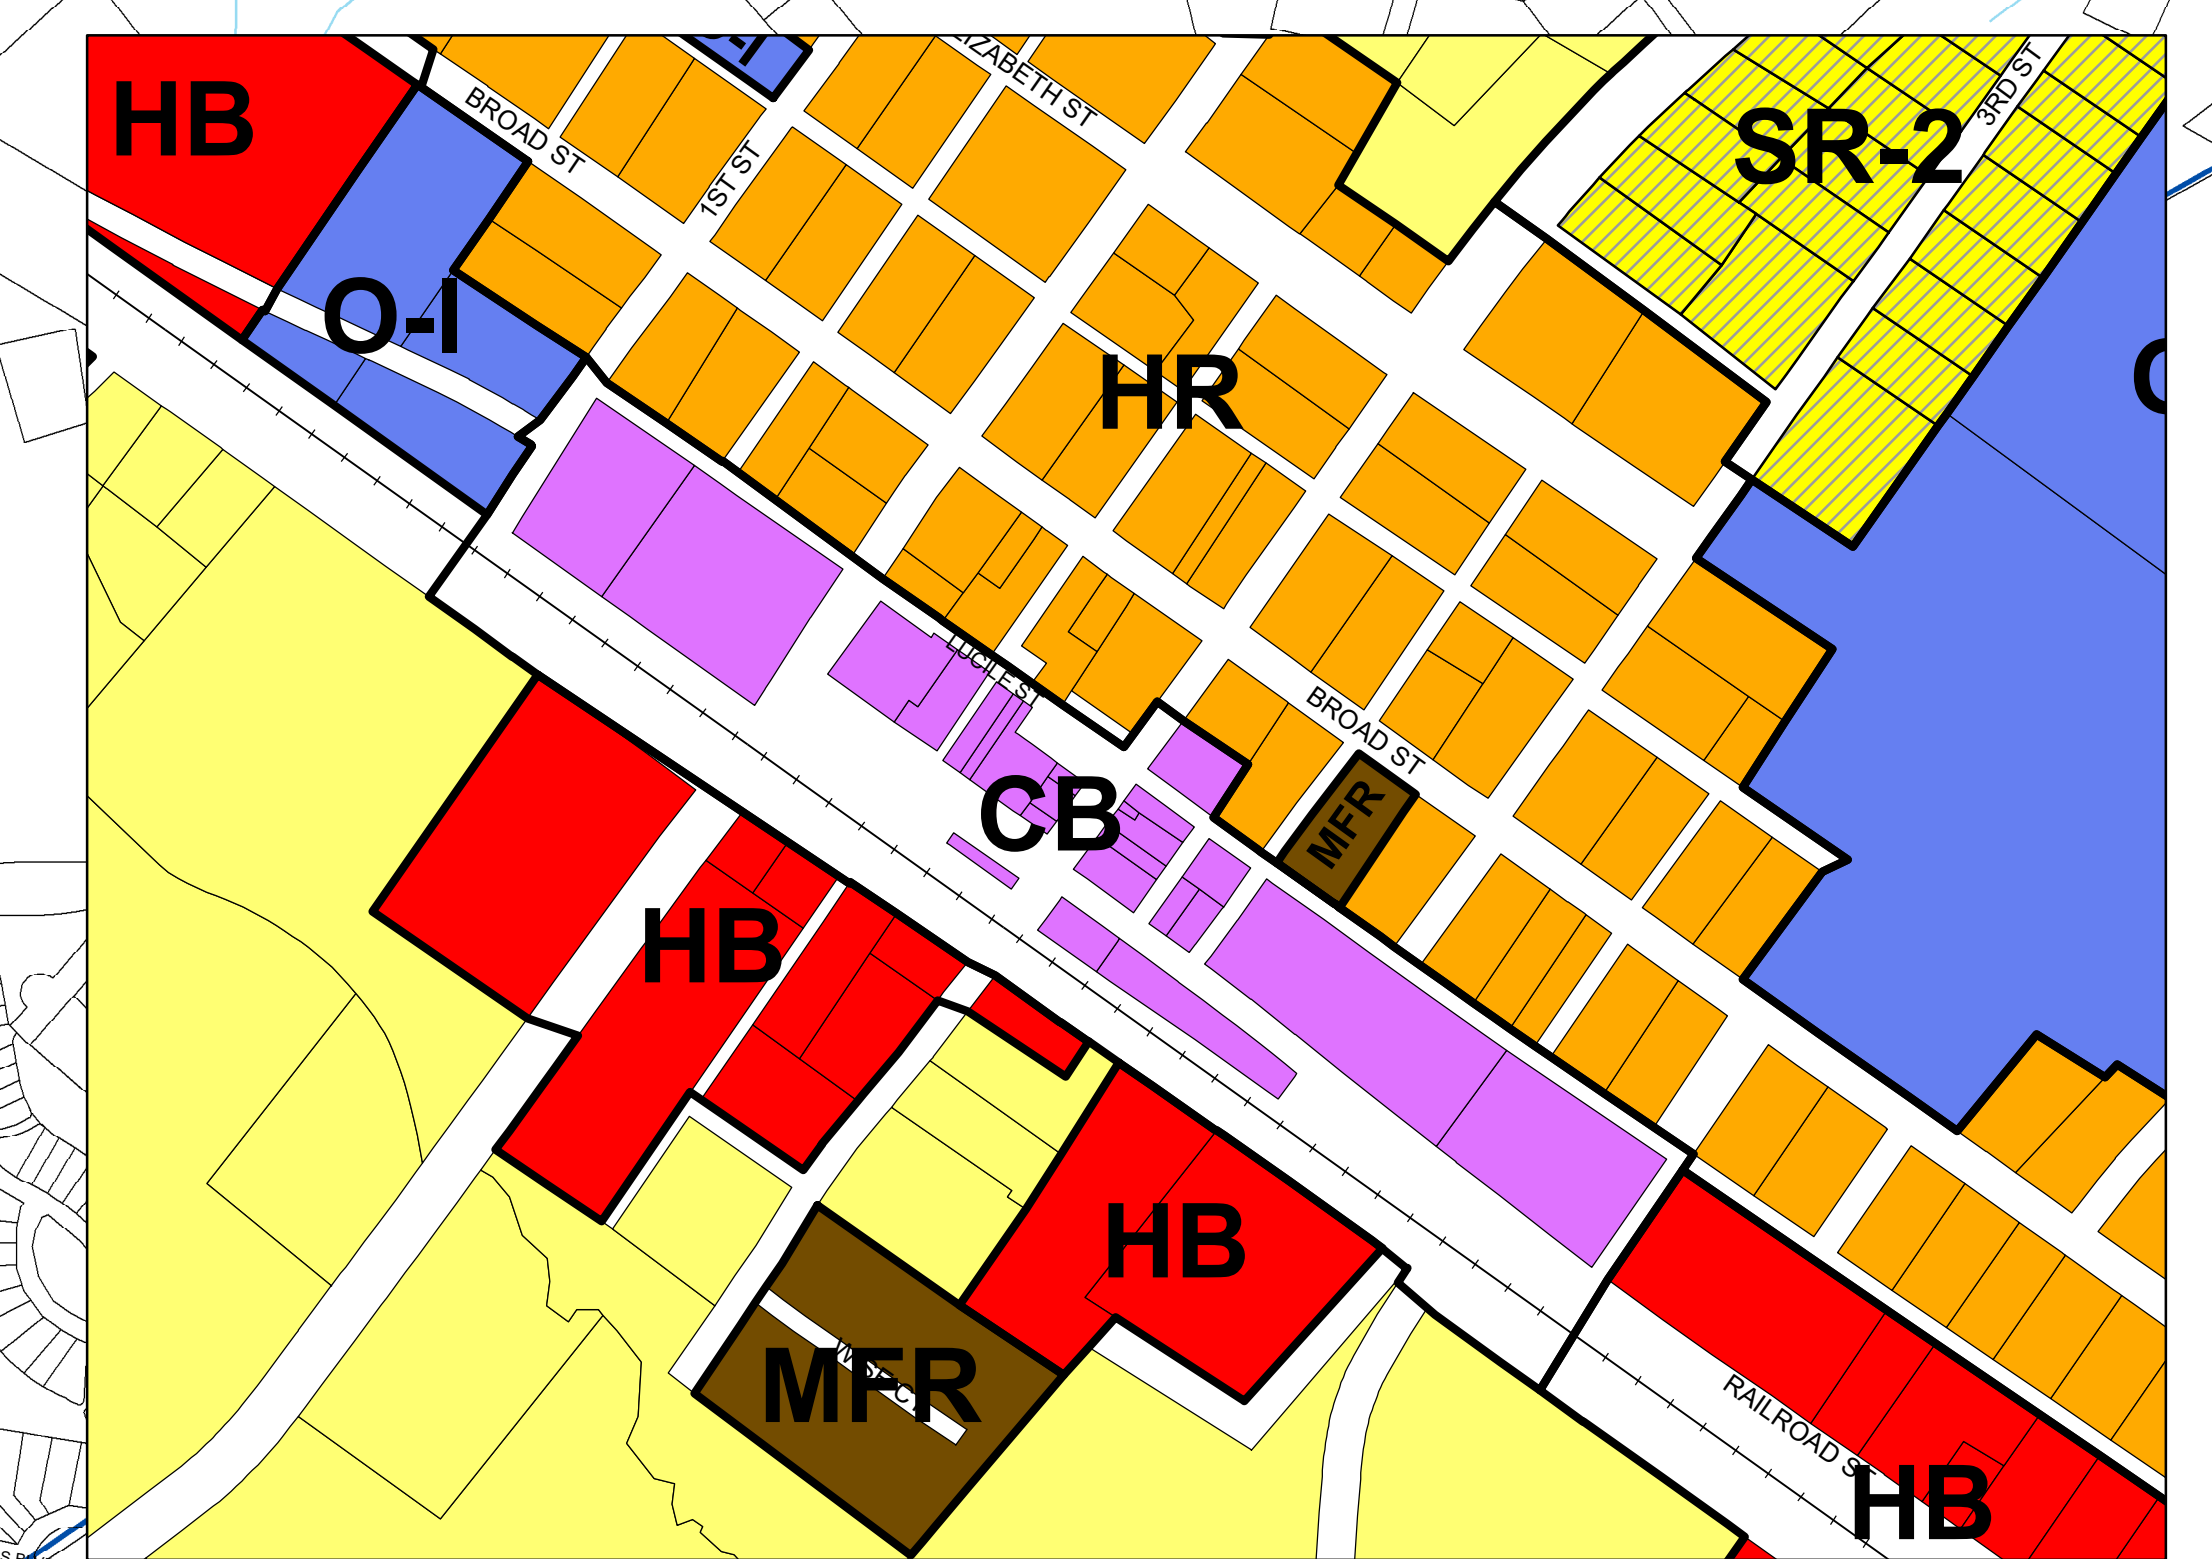 HB
BROAD ST
1ST ST
ELIZABETH ST
SR-2
3RD ST
O-I
HR
LUCILE ST
CB
BROAD ST
MFR
HB
HB
MFR
RAILROAD ST
HB